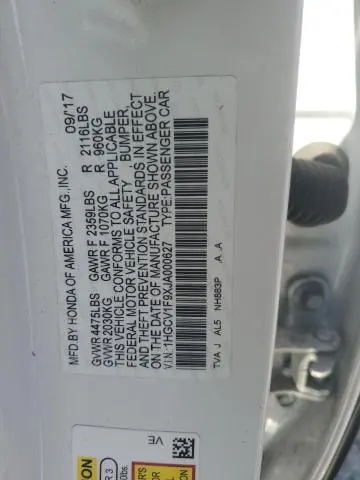 MFD BY HONDA OF AMERICA MFG., INC. 09/'17
GVWR 4475LBS GAWR F 2359LBS R 2116LBS
GVWR 2030KG GAWR F 1070KG R 960KG
THIS VEHICLE CONFORMS TO ALL APPLICABLE
FEDERAL MOTOR VEHICLE SAFETY BUMPER,
AND THEFT PREVENTION STANDARDS IN EFFECT
ON THE DATE OF MANUFACTURE SHOWN ABOVE.
V.I.N: 1HGCV1F9XJA000627 TYPE:PASSENGER CAR
TVA J AL5 NH883P A A
VE